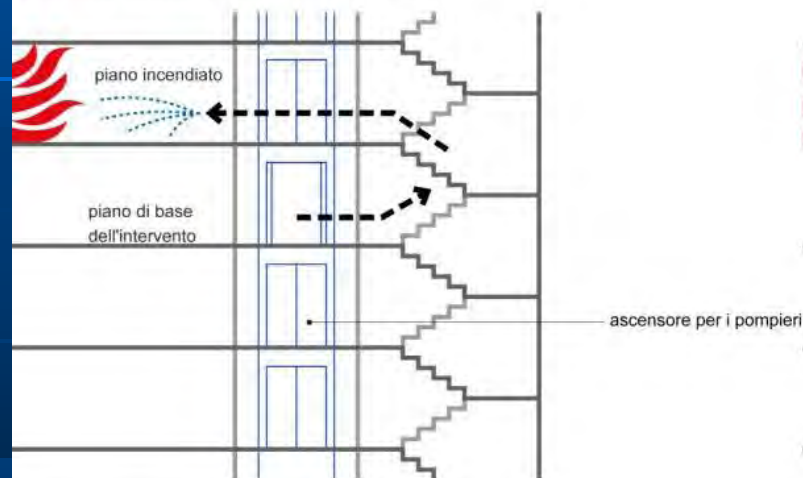 piano incendiato
piano di base
dell'intervento
ascensore per i pompieri